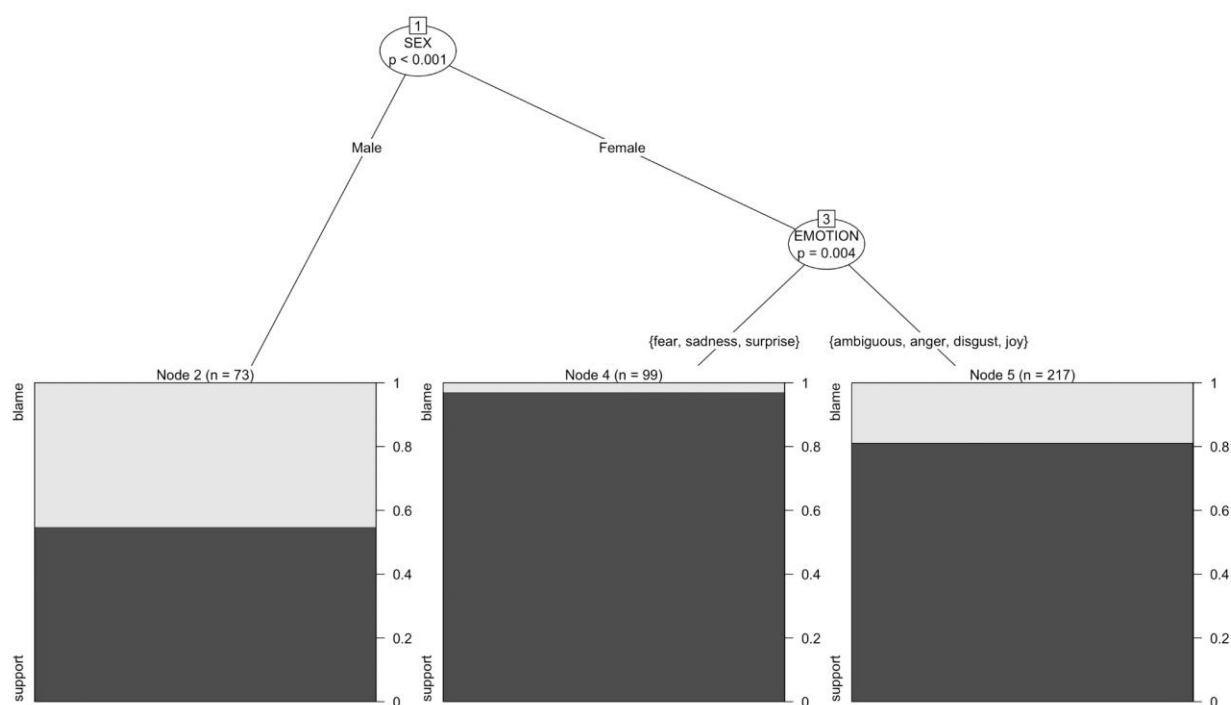 1
SEX
p < 0.001
Male
Female
3
EMOTION
p = 0.004
{fear, sadness, surprise}
{ambiguous, anger, disgust, joy}
Node 2 (n = 73)
blame
support
1
0.8
0.6
0.4
0.2
0
Node 4 (n = 99)
blame
support
1
0.8
0.6
0.4
0.2
0
Node 5 (n = 217)
blame
support
1
0.8
0.6
0.4
0.2
0